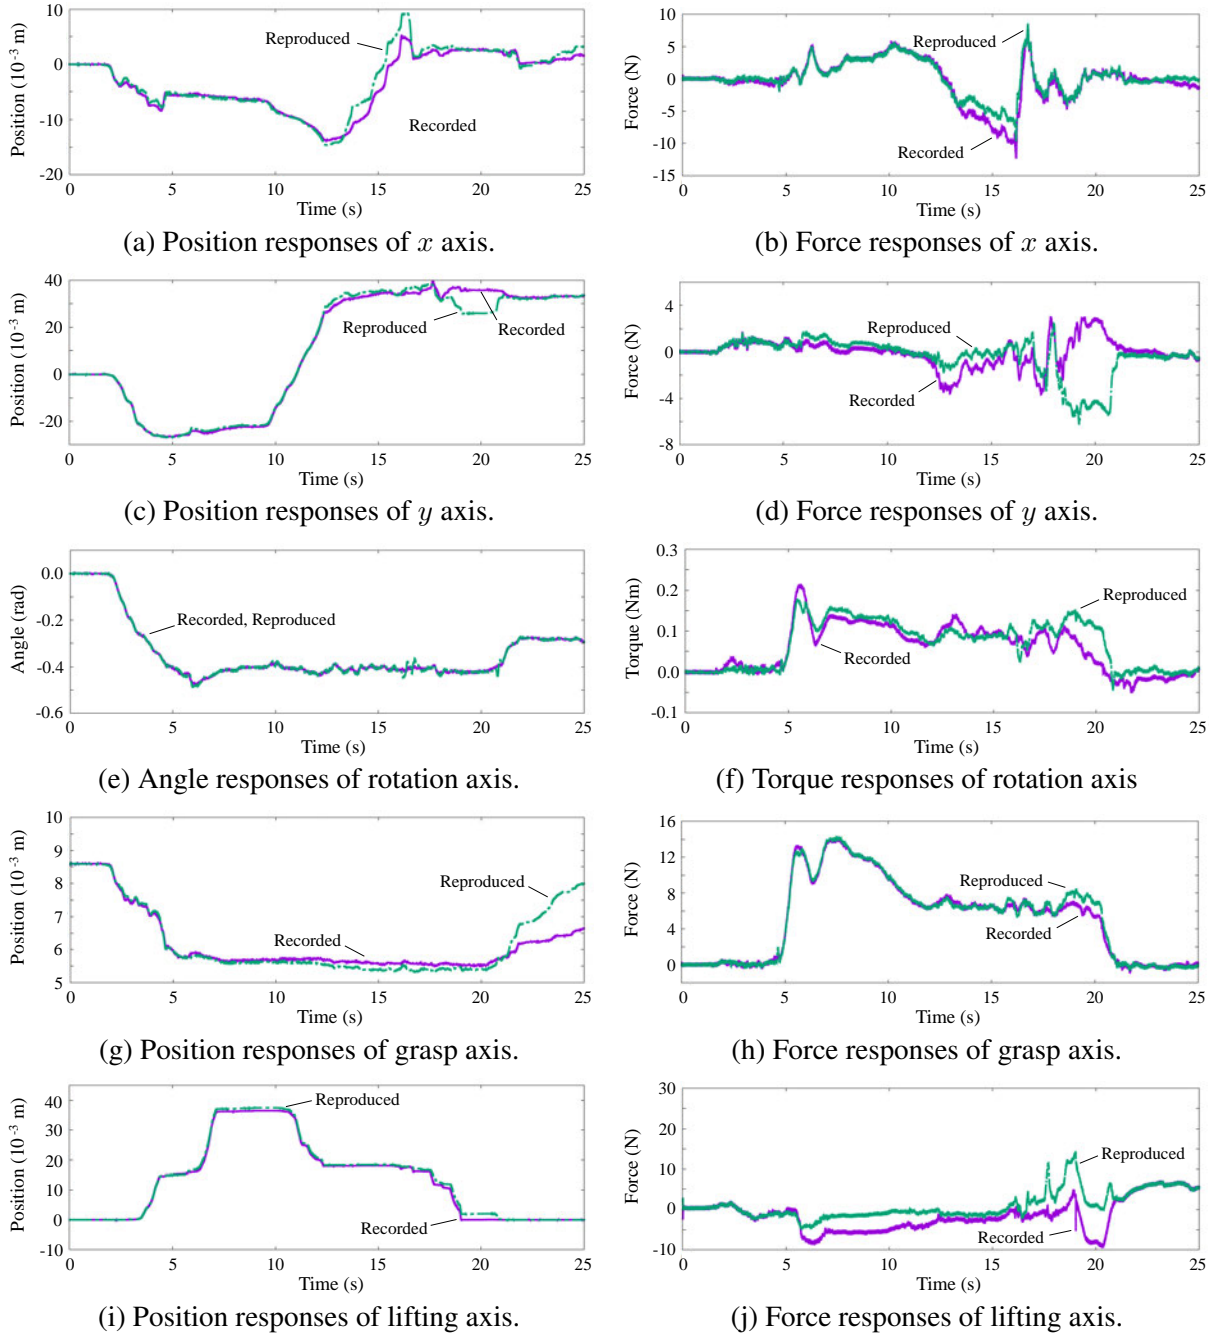 Position (10⁻³ m)
10
0
-10
-20
0
5
10
15
20
25
Reproduced
Recorded
Time (s)
(a) Position responses of x axis.
Force (N)
10
5
0
-5
-10
-15
0
5
10
15
20
25
Reproduced
Recorded
Time (s)
(b) Force responses of x axis.
Position (10⁻³ m)
40
20
0
-20
0
5
10
15
20
25
Reproduced
Recorded
Time (s)
(c) Position responses of y axis.
Force (N)
4
0
-4
-8
0
5
10
15
20
25
Reproduced
Recorded
Time (s)
(d) Force responses of y axis.
Angle (rad)
0.0
-0.2
-0.4
-0.6
0
5
10
15
20
25
Recorded, Reproduced
Time (s)
(e) Angle responses of rotation axis.
Torque (Nm)
0.3
0.2
0.1
0.0
-0.1
0
5
10
15
20
25
Reproduced
Recorded
Time (s)
(f) Torque responses of rotation axis
Position (10⁻³ m)
10
9
8
7
6
5
0
5
10
15
20
25
Reproduced
Recorded
Time (s)
(g) Position responses of grasp axis.
Force (N)
16
12
8
4
0
0
5
10
15
20
25
Reproduced
Recorded
Time (s)
(h) Force responses of grasp axis.
Position (10⁻³ m)
40
30
20
10
0
-10
0
5
10
15
20
25
Reproduced
Recorded
Time (s)
(i) Position responses of lifting axis.
Force (N)
30
20
10
0
-10
0
5
10
15
20
25
Reproduced
Recorded
Time (s)
(j) Force responses of lifting axis.